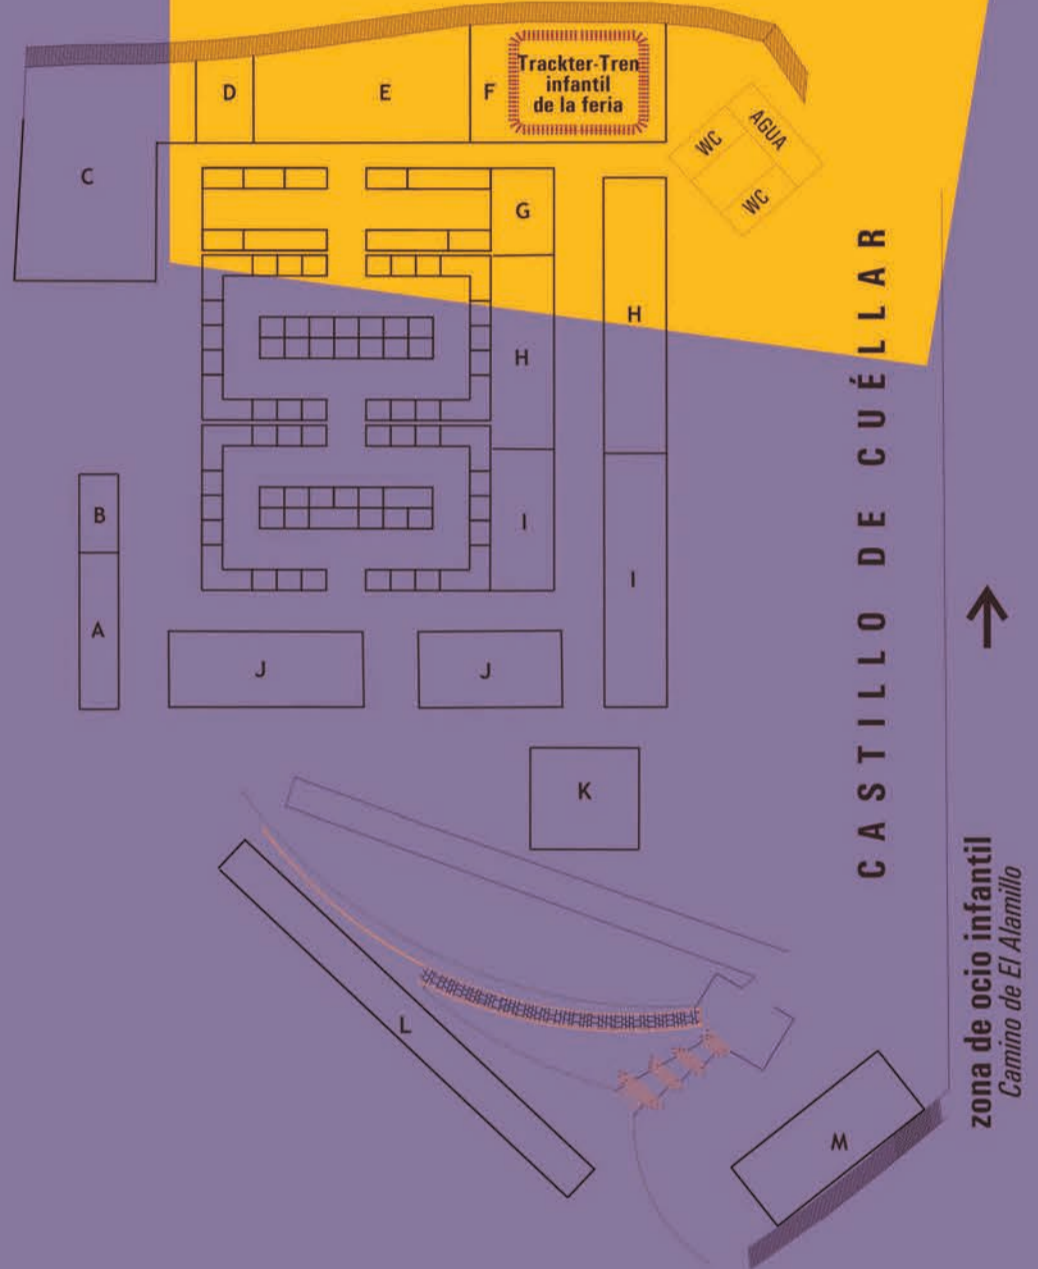 Trackter-Tren
infantil
de la feria
D
E
F
C
WC
AGUA
WC
G
H
H
B
I
I
A
J
J
K
L
M
CASTILLO DE CUÉLLAR
zona de ocio infantil
Camino de El Alamillo